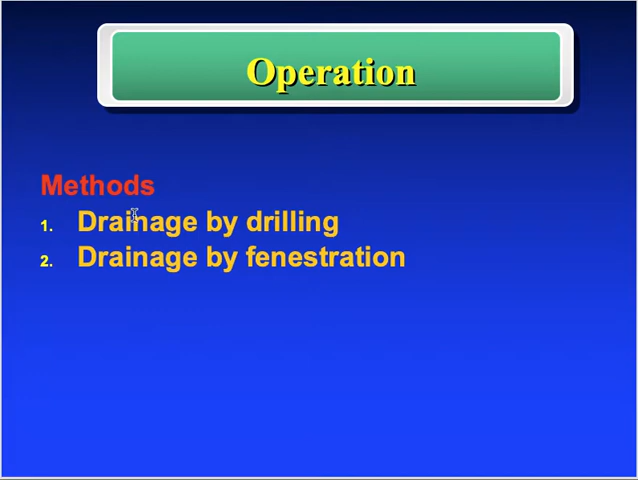 Operation
Methods
1. Drainage by drilling
2. Drainage by fenestration